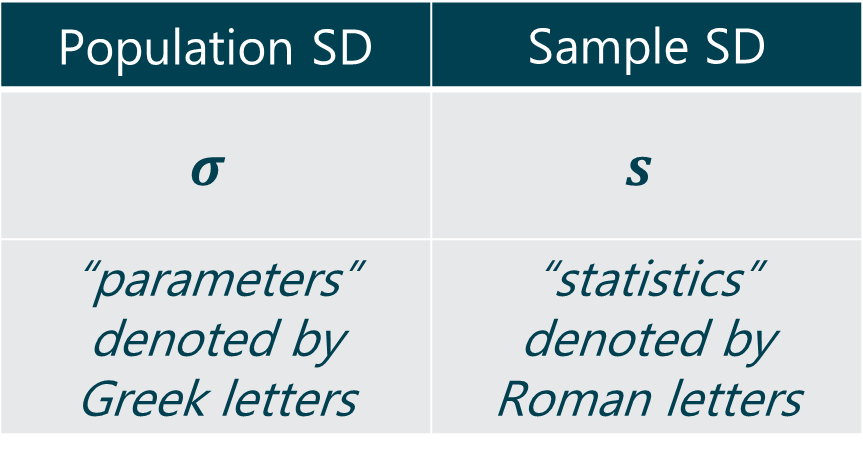 Population SD
Sample SD
σ
s
“parameters”
denoted by
Greek letters
“statistics”
denoted by
Roman letters